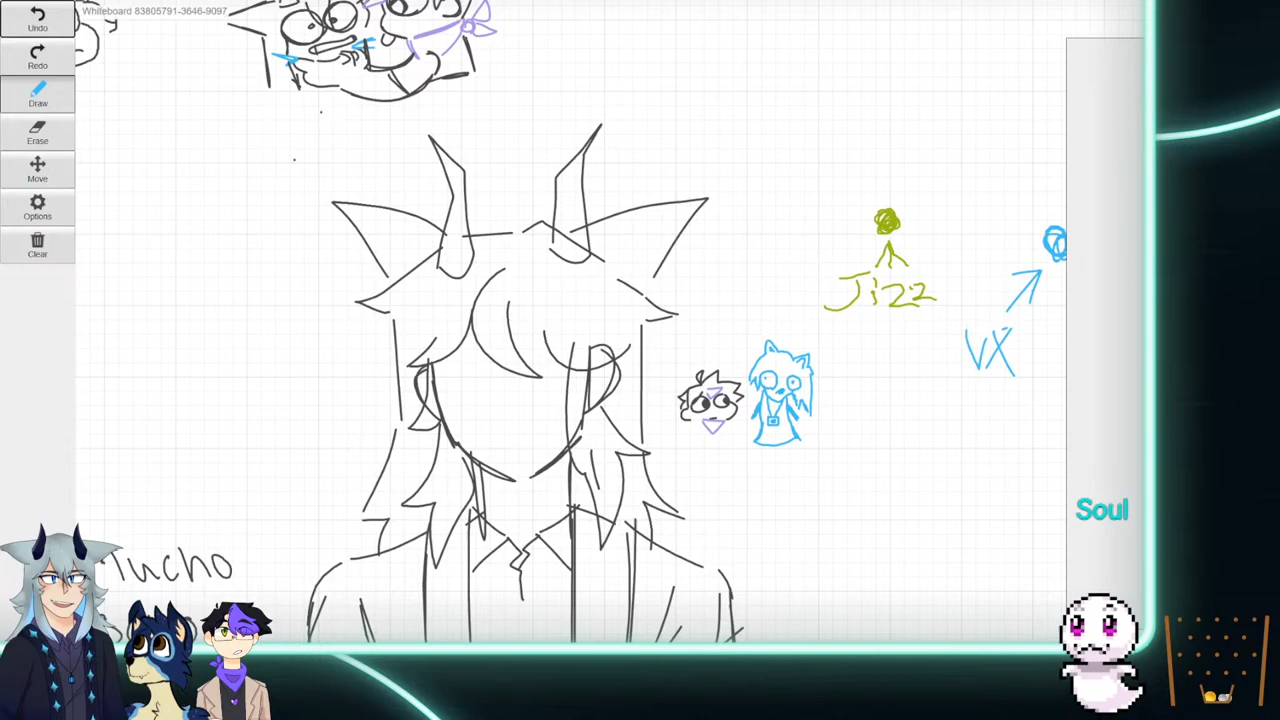 Undo
Whiteboard 83805791-3646-9097
Redo
Draw
Erase
Move
Options
Clear
Jizz
VX
Soul
Tucho